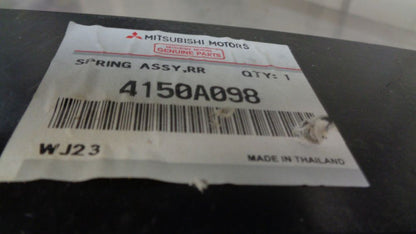 MITSUBISHI MOTORS
GENUINE PARTS
SPRING ASSY,RR QTY: 1
4150A098
WJ23 MADE IN THAILAND